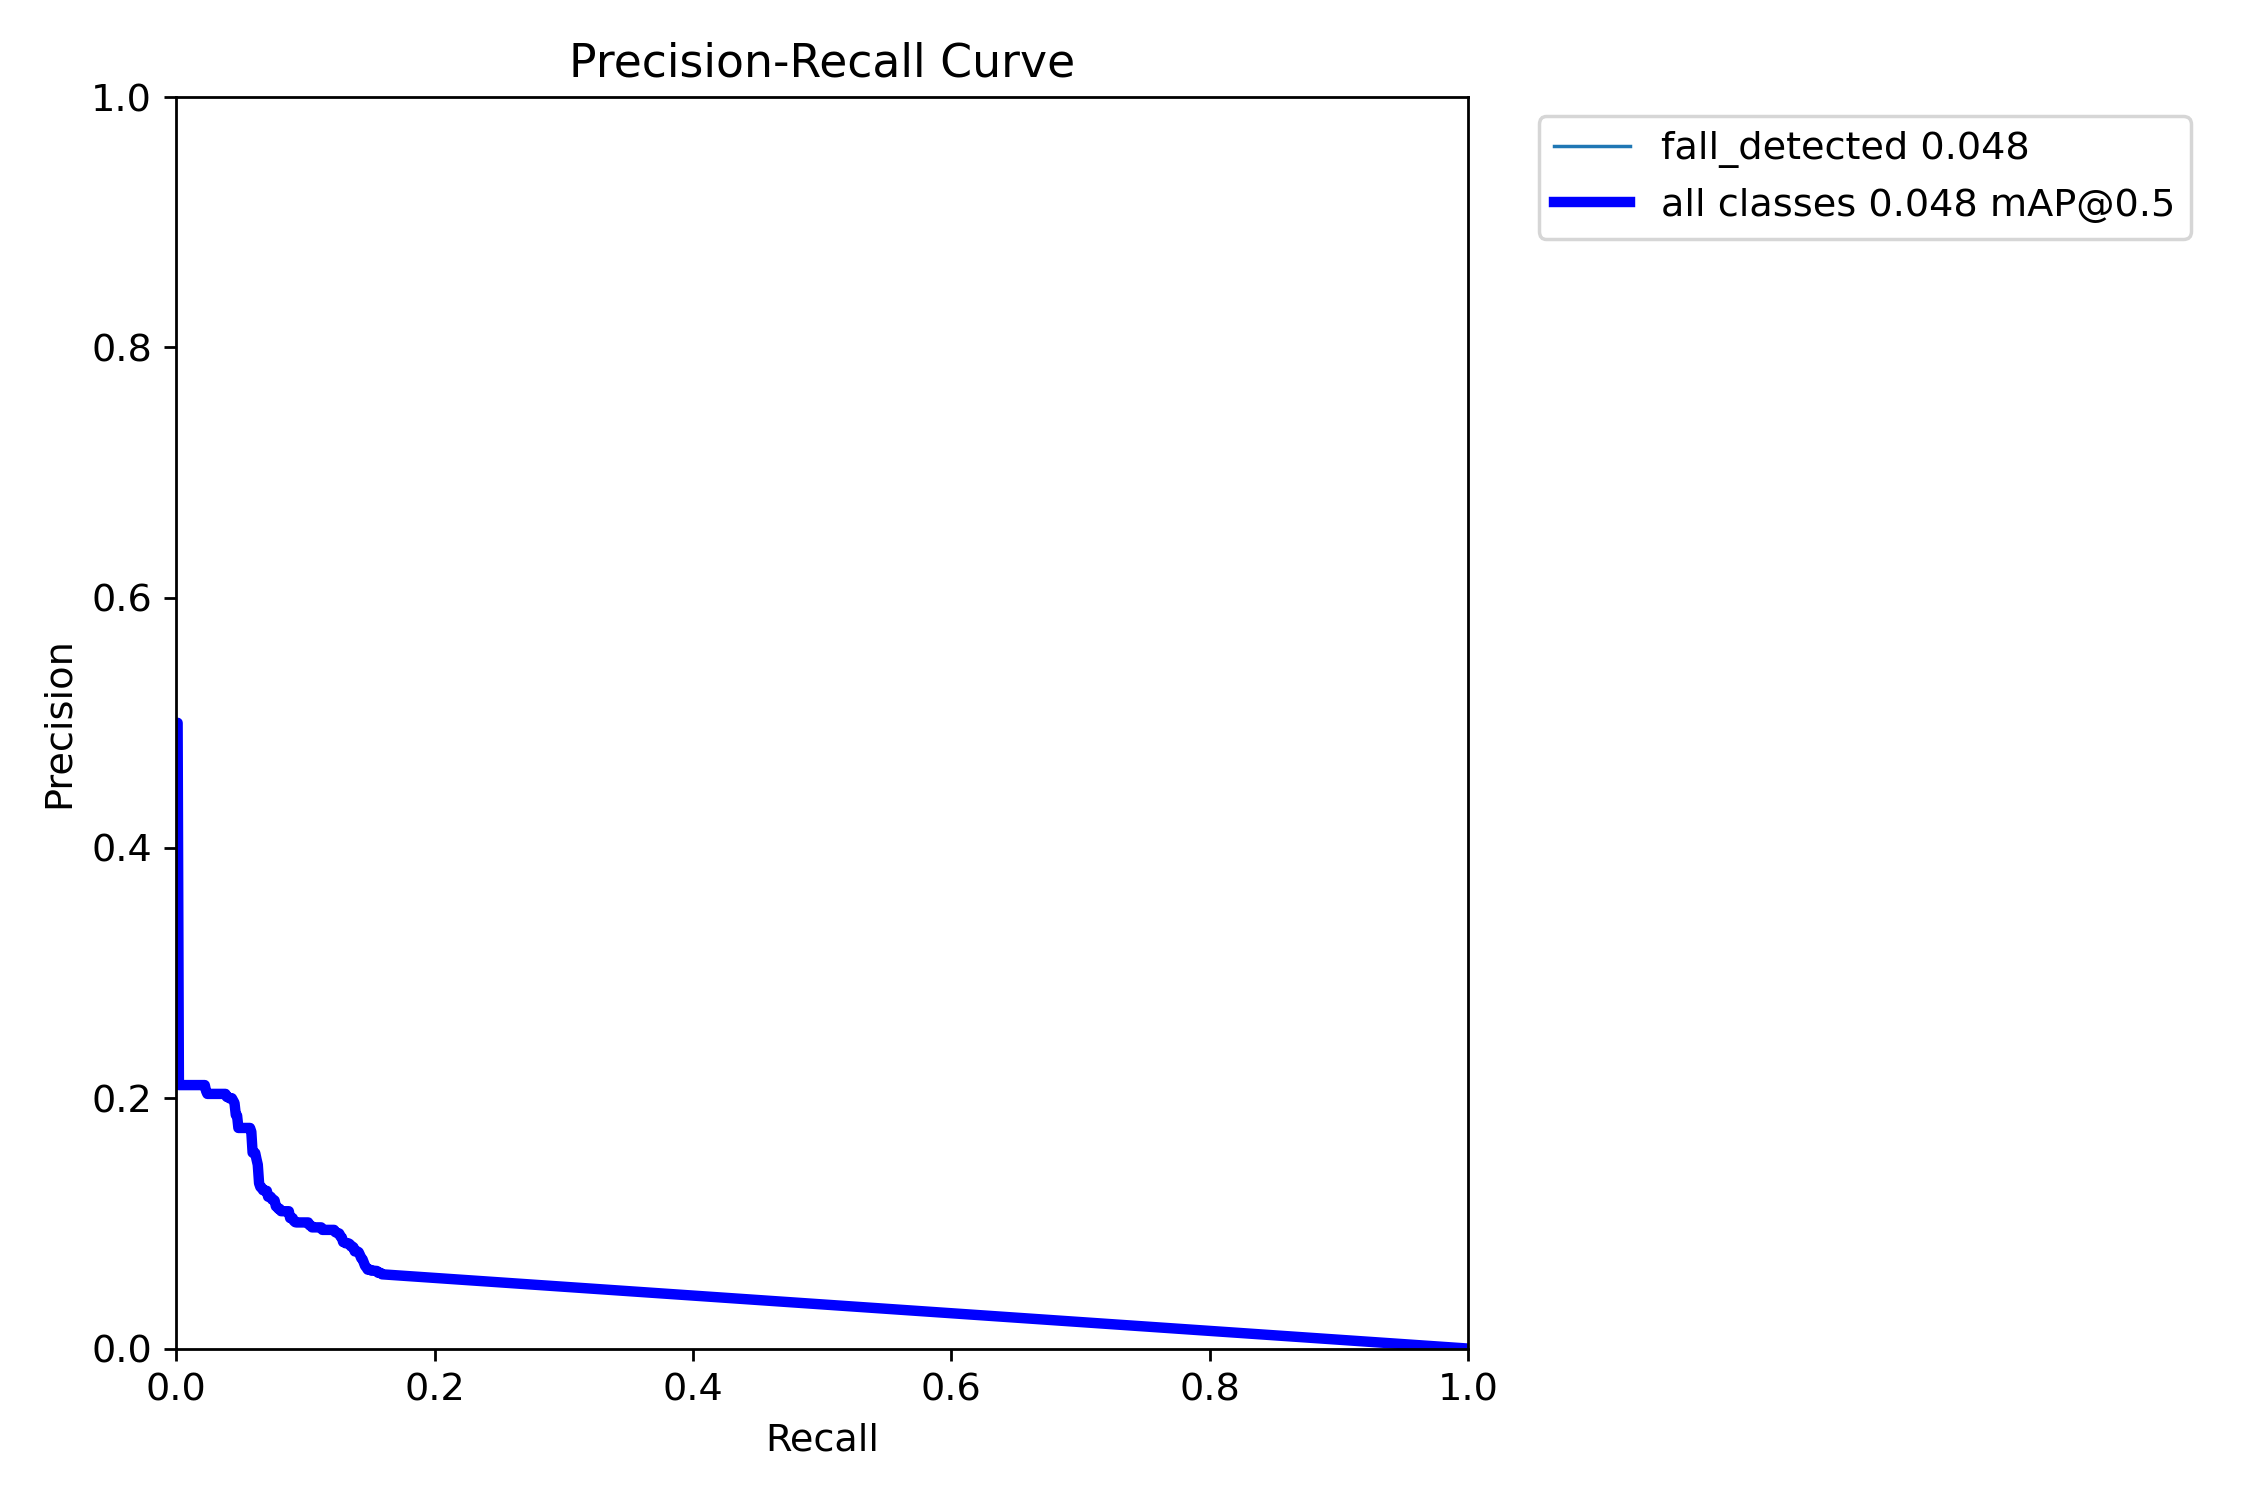 Precision-Recall Curve
fall_detected 0.048
all classes 0.048 mAP@0.5
Precision
1.0
0.8
0.6
0.4
0.2
0.0
0.0 0.2 0.4 0.6 0.8 1.0
Recall